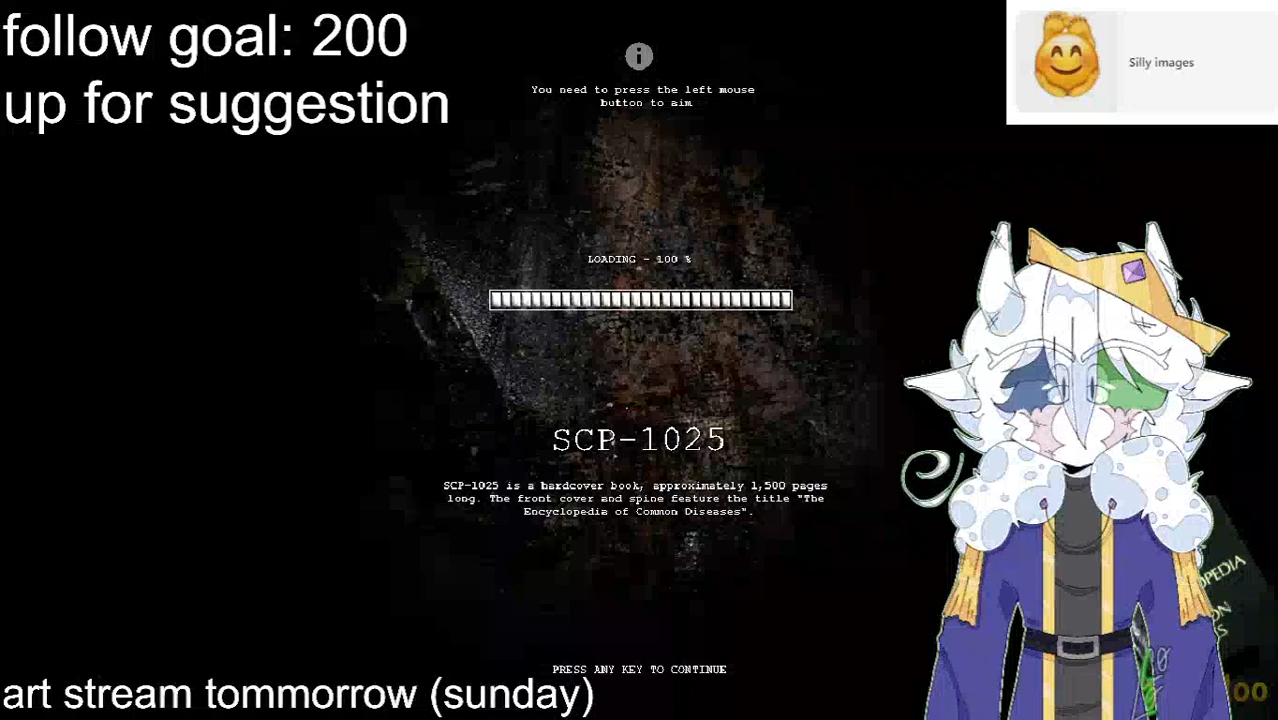 follow goal: 200
up for suggestion
Silly images
You need to press the left mouse
button to aim
LOADING - 100 %
SCP-1025
SCP-1025 is a hardcover book, approximately 1,500 pages
long. The front cover and spine feature the title "The
Encyclopedia of Common Diseases".
OPEDIA
ON
S
PRESS ANY KEY TO CONTINUE
art stream tommorrow (sunday)